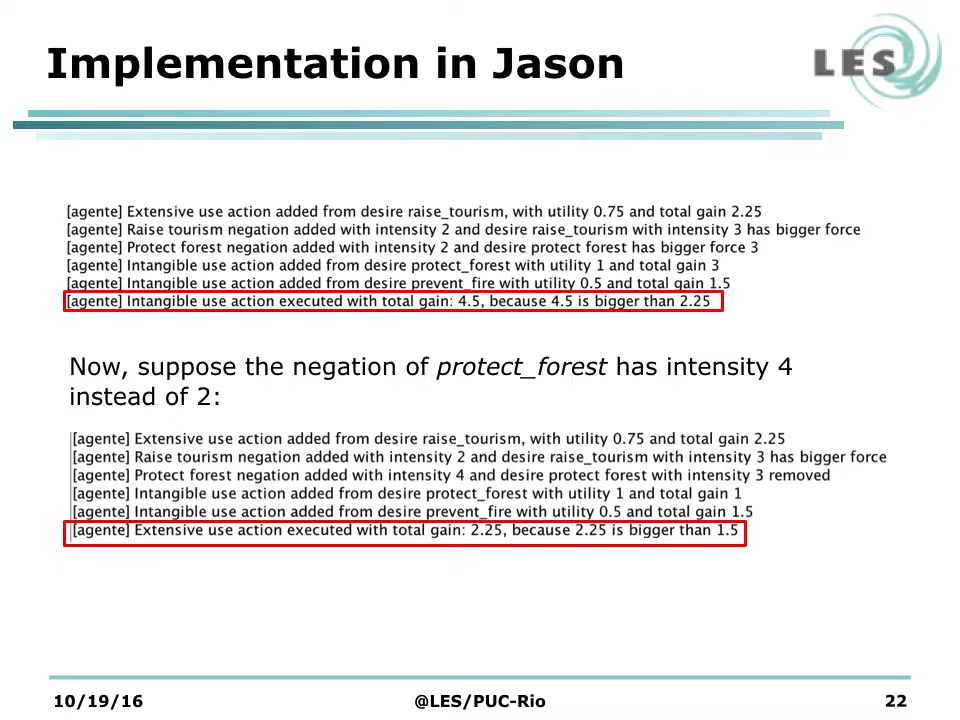 Implementation in Jason
LES
[agente] Extensive use action added from desire raise_tourism, with utility 0.75 and total gain 2.25
[agente] Raise tourism negation added with intensity 2 and desire raise_tourism with intensity 3 has bigger force
[agente] Protect forest negation added with intensity 2 and desire protect forest has bigger force 3
[agente] Intangible use action added from desire protect_forest with utility 1 and total gain 3
[agente] Intangible use action added from desire prevent_fire with utility 0.5 and total gain 1.5
[agente] Intangible use action executed with total gain: 4.5, because 4.5 is bigger than 2.25
Now, suppose the negation of protect_forest has intensity 4
instead of 2:
[agente] Extensive use action added from desire raise_tourism, with utility 0.75 and total gain 2.25
[agente] Raise tourism negation added with intensity 2 and desire raise_tourism with intensity 3 has bigger force
[agente] Protect forest negation added with intensity 4 and desire protect forest with intensity 3 removed
[agente] Intangible use action added from desire protect_forest with utility 1 and total gain 1
[agente] Intangible use action added from desire prevent_fire with utility 0.5 and total gain 1.5
[agente] Extensive use action executed with total gain: 2.25, because 2.25 is bigger than 1.5
10/19/16
@LES/PUC-Rio
22